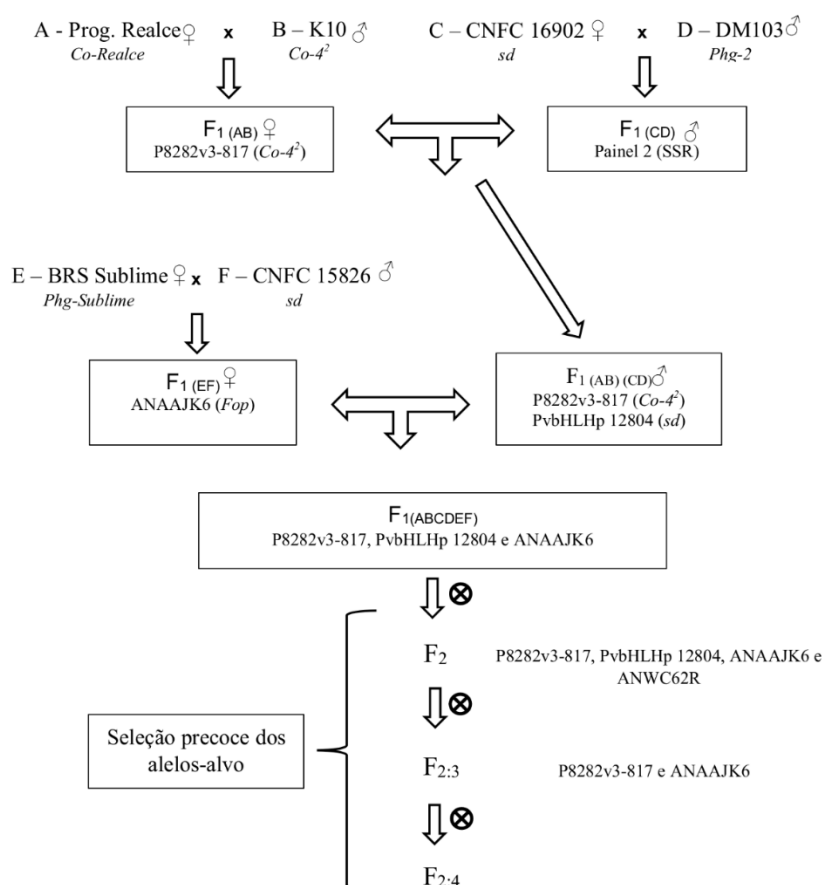 A - Prog. Realce♀ x B – K10 ♂ C – CNFC 16902 ♀ x D – DM103♂
Co-Realce Co-4² sd Phg-2
F1 (AB) ♀ F1 (CD) ♂
P8282v3-817 (Co-4²) Painel 2 (SSR)
E – BRS Sublime ♀ x F – CNFC 15826 ♂
Phg-Sublime sd
F1 (EF) ♀ F1 (AB) (CD)♂
ANAAJK6 (Fop) P8282v3-817 (Co-4²)
PvbHLHp 12804 (sd)
F1(ABCDEF)
P8282v3-817, PvbHLHp 12804 e ANAAJK6
F2 P8282v3-817, PvbHLHp 12804, ANAAJK6 e
ANWC62R
Seleção precoce dos
alelos-alvo
F2:3 P8282v3-817 e ANAAJK6
F2:4